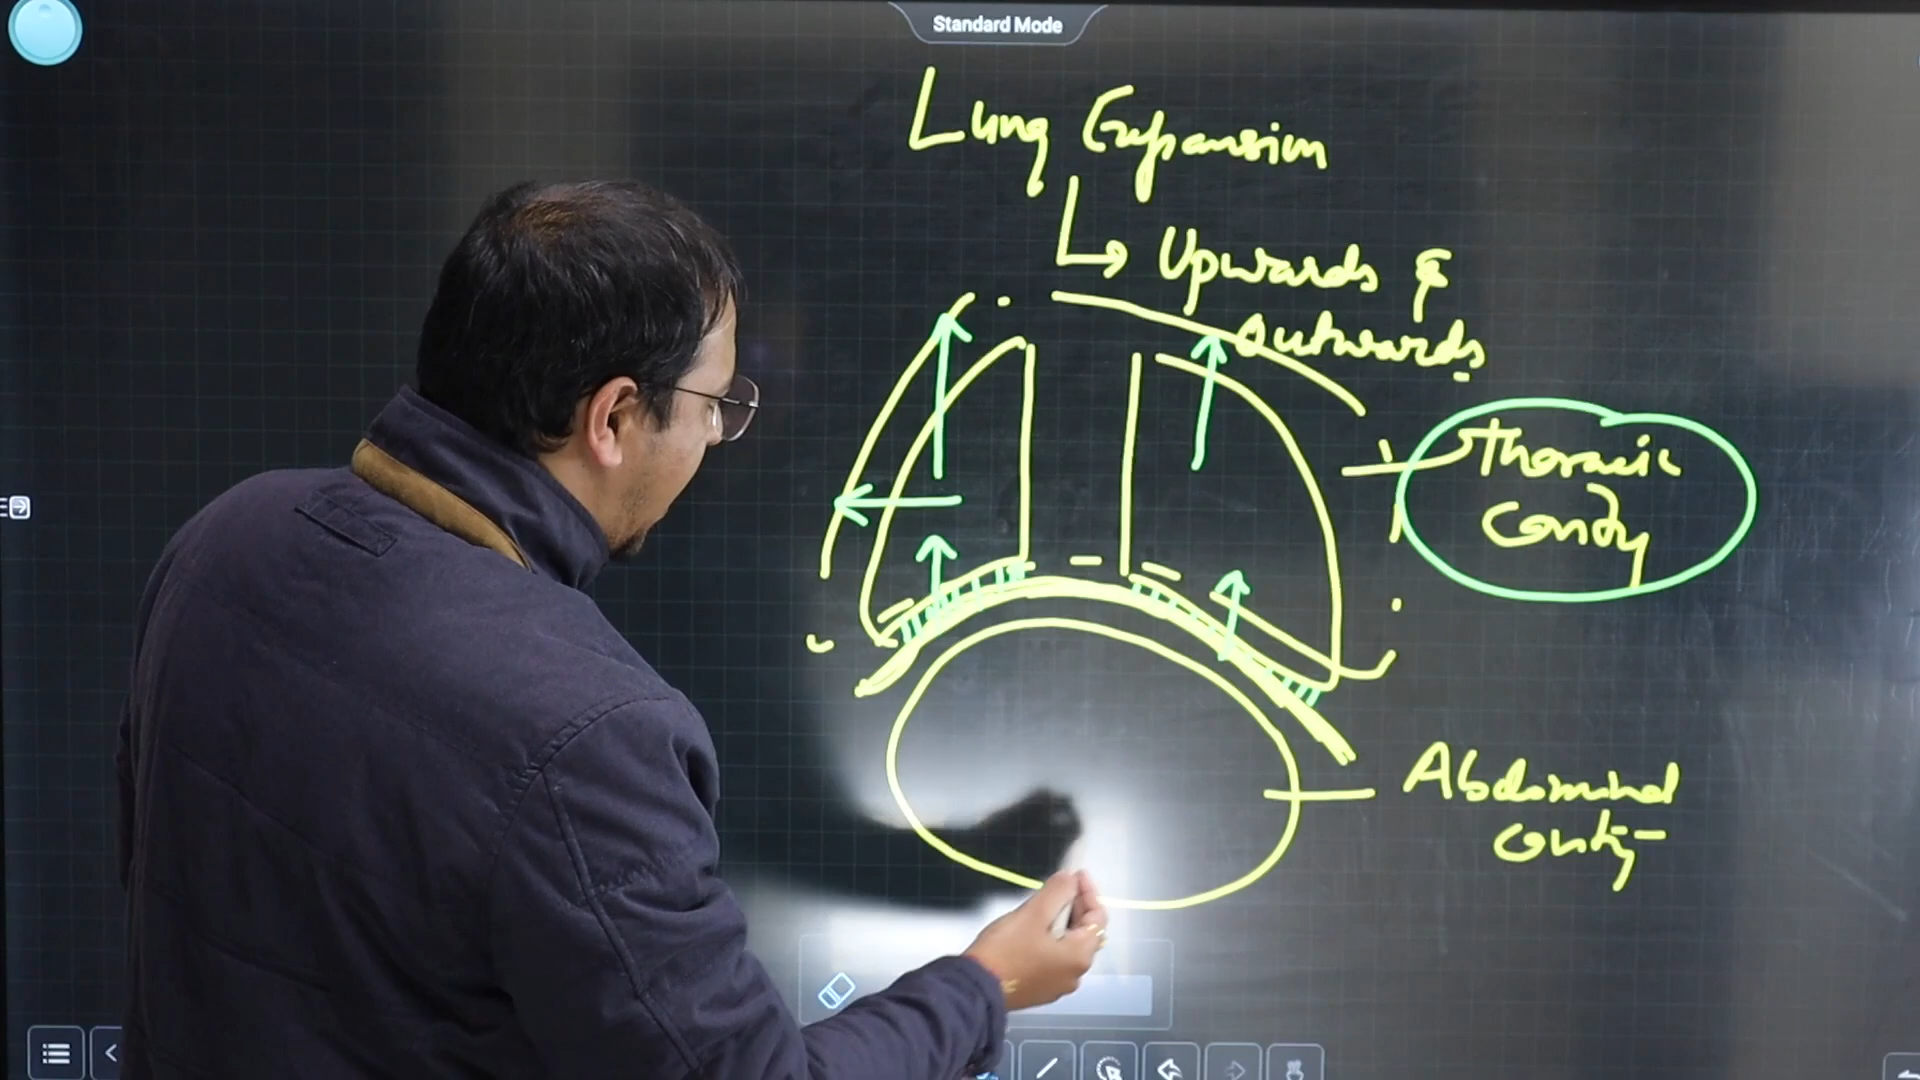 Standard Mode
Lung Expansion
↳ Upwards &
Outwards
Thoracic
Cavity
Abdominal
Cavity